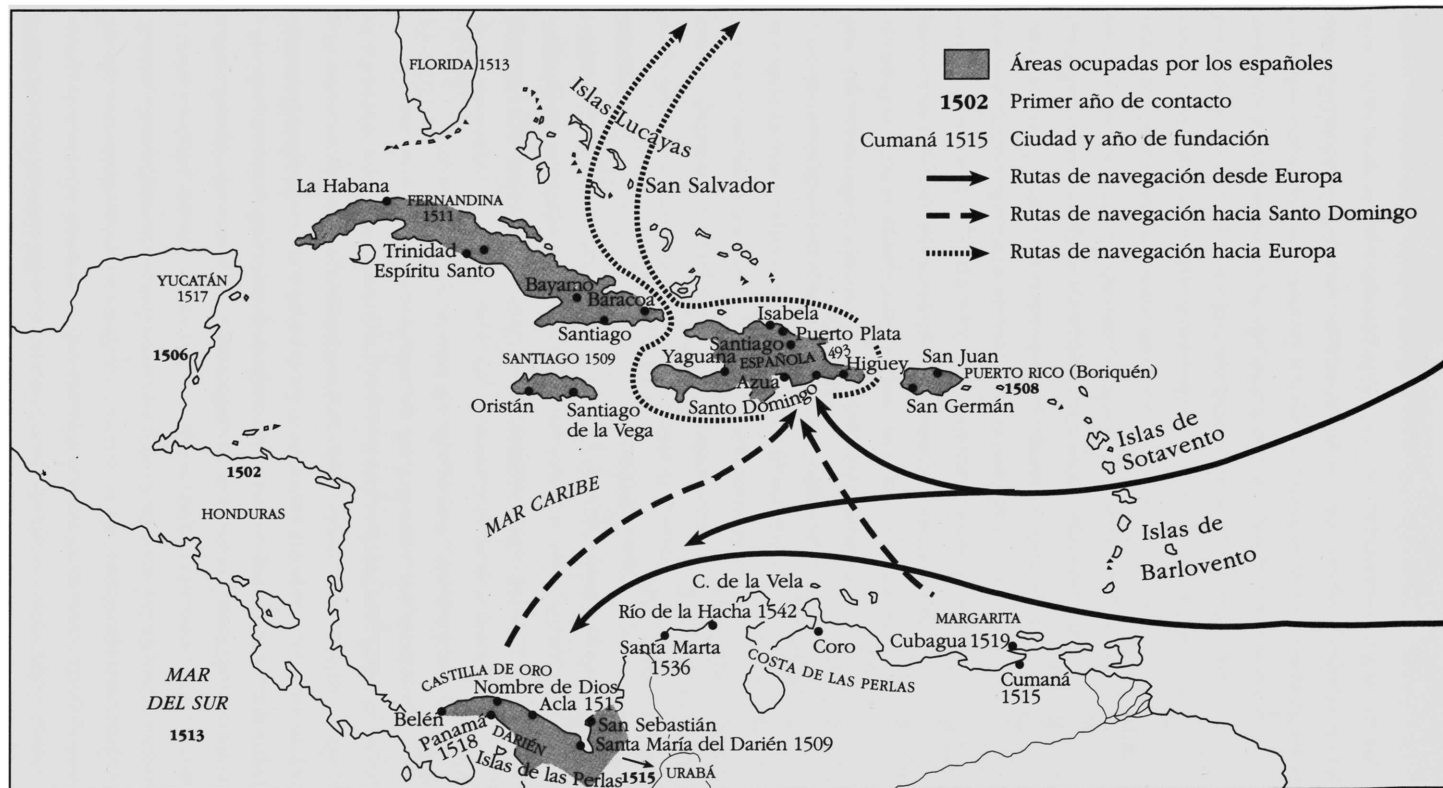 FLORIDA 1513
Islas Lucayas
San Salvador
Áreas ocupadas por los españoles
1502 Primer año de contacto
Cumaná 1515 Ciudad y año de fundación
Rutas de navegación desde Europa
Rutas de navegación hacia Santo Domingo
Rutas de navegación hacia Europa
La Habana
FERNANDINA
1511
Trinidad
Espíritu Santo
Bayamo
Baracoa
Santiago
YUCATÁN
1517
1506
SANTIAGO 1509
Oristán
Santiago
de la Vega
Isabela
Puerto Plata
Santiago
ESPAÑOLA 1493
Yaguana
Higüey
Azua
Santo Domingo
San Juan
PUERTO RICO (Boriquén)
1508
San Germán
Islas de
Sotavento
1502
HONDURAS
MAR CARIBE
Islas de
Barlovento
C. de la Vela
Río de la Hacha 1542
Santa Marta
1536
Coro
COSTA DE LAS PERLAS
MARGARITA
Cubagua 1519
Cumaná
1515
MAR
DEL SUR
1513
CASTILLA DE ORO
Nombre de Dios
Acla 1515
Belén
Panamá
1518
DARIÉN
San Sebastián
Santa María del Darién 1509
Islas de las Perlas
1515
URABÁ